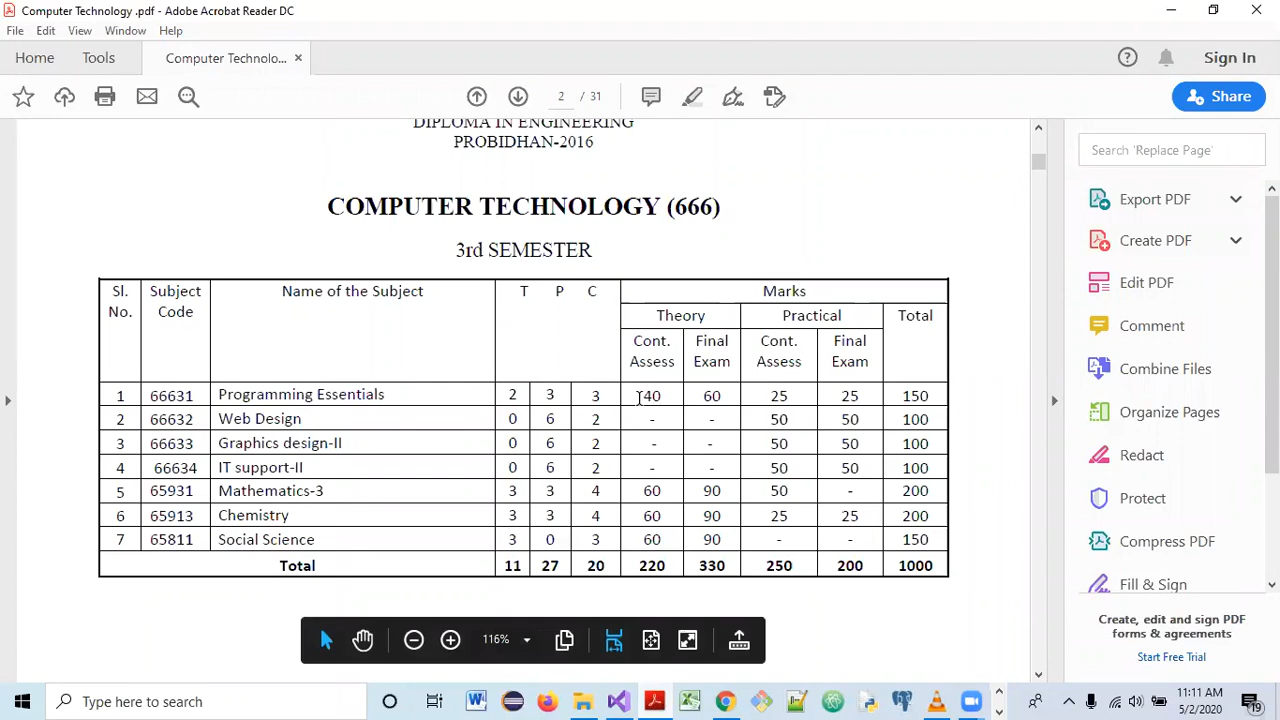 Computer Technology .pdf - Adobe Acrobat Reader DC
File Edit View Window Help
Home Tools Computer Technolo... ×
Sign In
2 / 31
Share
DIPLOMA IN ENGINEERING
PROBIDHAN-2016
COMPUTER TECHNOLOGY (666)
3rd SEMESTER
Sl. No. Subject Code Name of the Subject T P C Marks
Theory Practical Total
Cont. Assess Final Exam Cont. Assess Final Exam
1 66631 Programming Essentials 2 3 3 40 60 25 25 150
2 66632 Web Design 0 6 2 - - 50 50 100
3 66633 Graphics design-II 0 6 2 - - 50 50 100
4 66634 IT support-II 0 6 2 - - 50 50 100
5 65931 Mathematics-3 3 3 4 60 90 50 - 200
6 65913 Chemistry 3 3 4 60 90 25 25 200
7 65811 Social Science 3 0 3 60 90 - - 150
Total 11 27 20 220 330 250 200 1000
116%
Search 'Replace Page'
Export PDF
Create PDF
Edit PDF
Comment
Combine Files
Organize Pages
Redact
Protect
Compress PDF
Fill & Sign
Create, edit and sign PDF
forms & agreements
Start Free Trial
Type here to search
11:11 AM
5/2/2020
19